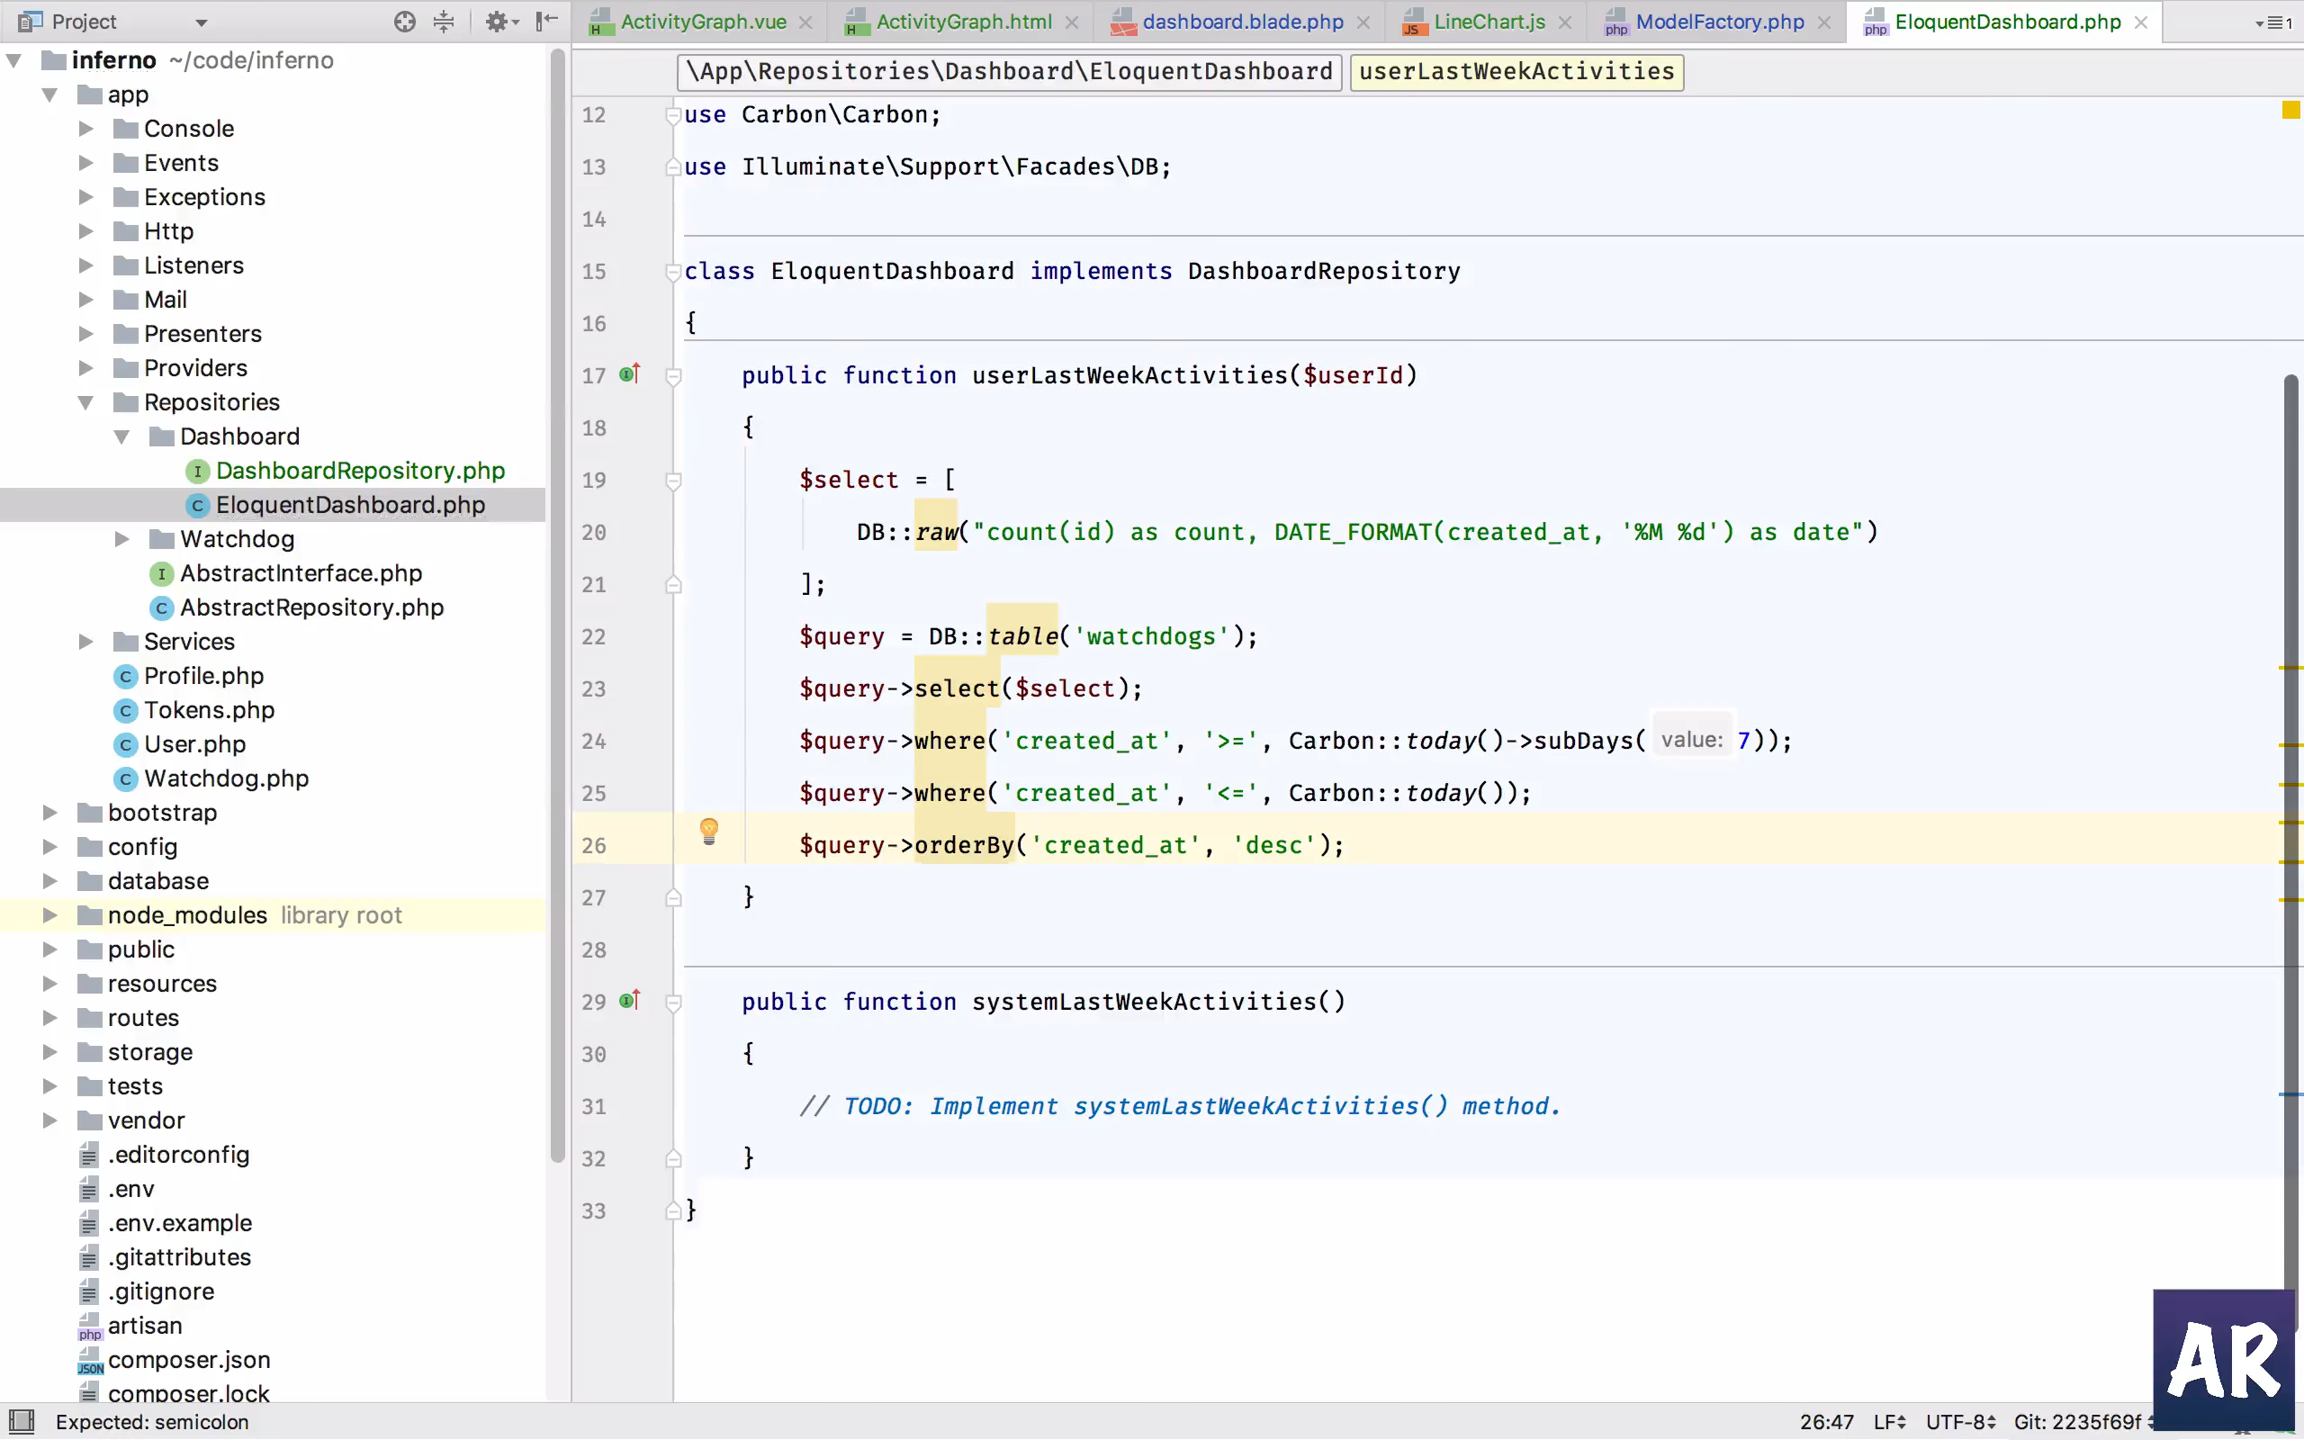 Project
ActivityGraph.vue
ActivityGraph.html
dashboard.blade.php
LineChart.js
ModelFactory.php
EloquentDashboard.php
1
inferno ~/code/inferno
app
Console
Events
Exceptions
Http
Listeners
Mail
Presenters
Providers
Repositories
Dashboard
DashboardRepository.php
EloquentDashboard.php
Watchdog
AbstractInterface.php
AbstractRepository.php
Services
Profile.php
Tokens.php
User.php
Watchdog.php
bootstrap
config
database
node_modules library root
public
resources
routes
storage
tests
vendor
.editorconfig
.env
.env.example
.gitattributes
.gitignore
artisan
composer.json
composer.lock
\App\Repositories\Dashboard\EloquentDashboard userLastWeekActivities
12 use Carbon\Carbon;
13 use Illuminate\Support\Facades\DB;
14
15 class EloquentDashboard implements DashboardRepository
16 {
17 public function userLastWeekActivities($userId)
18 {
19 $select = [
20 DB::raw("count(id) as count, DATE_FORMAT(created_at, '%M %d') as date")
21 ];
22 $query = DB::table('watchdogs');
23 $query->select($select);
24 $query->where('created_at', '>=', Carbon::today()->subDays( value: 7));
25 $query->where('created_at', '<=', Carbon::today());
26 $query->orderBy('created_at', 'desc');
27 }
28
29 public function systemLastWeekActivities()
30 {
31 // TODO: Implement systemLastWeekActivities() method.
32 }
33 }
AR
Expected: semicolon
26:47 LF UTF-8 Git: 2235f69f